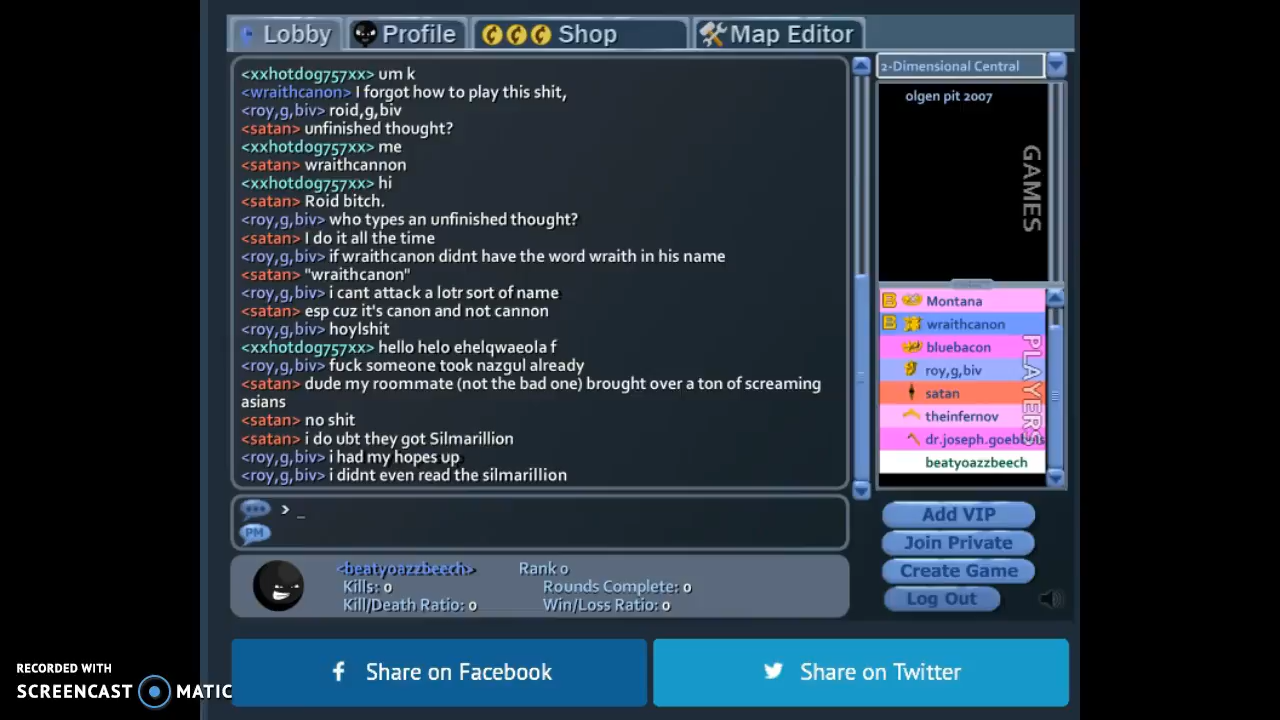 Lobby
Profile
Shop
Map Editor
<xxhotdog757xx> um k
<wraithcanon> I forgot how to play this shit,
<roy,g,biv> roid,g,biv
<satan> unfinished thought?
<xxhotdog757xx> me
<satan> wraithcannon
<xxhotdog757xx> hi
<satan> Roid bitch.
<roy,g,biv> who types an unfinished thought?
<satan> I do it all the time
<roy,g,biv> if wraithcanon didnt have the word wraith in his name
<satan> "wraithcanon"
<roy,g,biv> i cant attack a lotr sort of name
<satan> esp cuz it's canon and not cannon
<roy,g,biv> hoylshit
<xxhotdog757xx> hello helo ehelqwaeola f
<roy,g,biv> fuck someone took nazgul already
<satan> dude my roommate (not the bad one) brought over a ton of screaming
asians
<satan> no shit
<satan> i do ubt they got Silmarillion
<roy,g,biv> i had my hopes up
<roy,g,biv> i didnt even read the silmarillion
> _
PM
<beatyoazzbeech> Rank 0
Kills: 0 Rounds Complete: 0
Kill/Death Ratio: 0 Win/Loss Ratio: 0
2-Dimensional Central
olgen pit 2007
GAMES
B Montana
B wraithcanon
bluebacon
roy,g,biv
satan
theinfernov
dr.joseph.goebbels
beatyoazzbeech
PLAYERS
Add VIP
Join Private
Create Game
Log Out
f Share on Facebook
Share on Twitter
RECORDED WITH
SCREENCAST MATIC